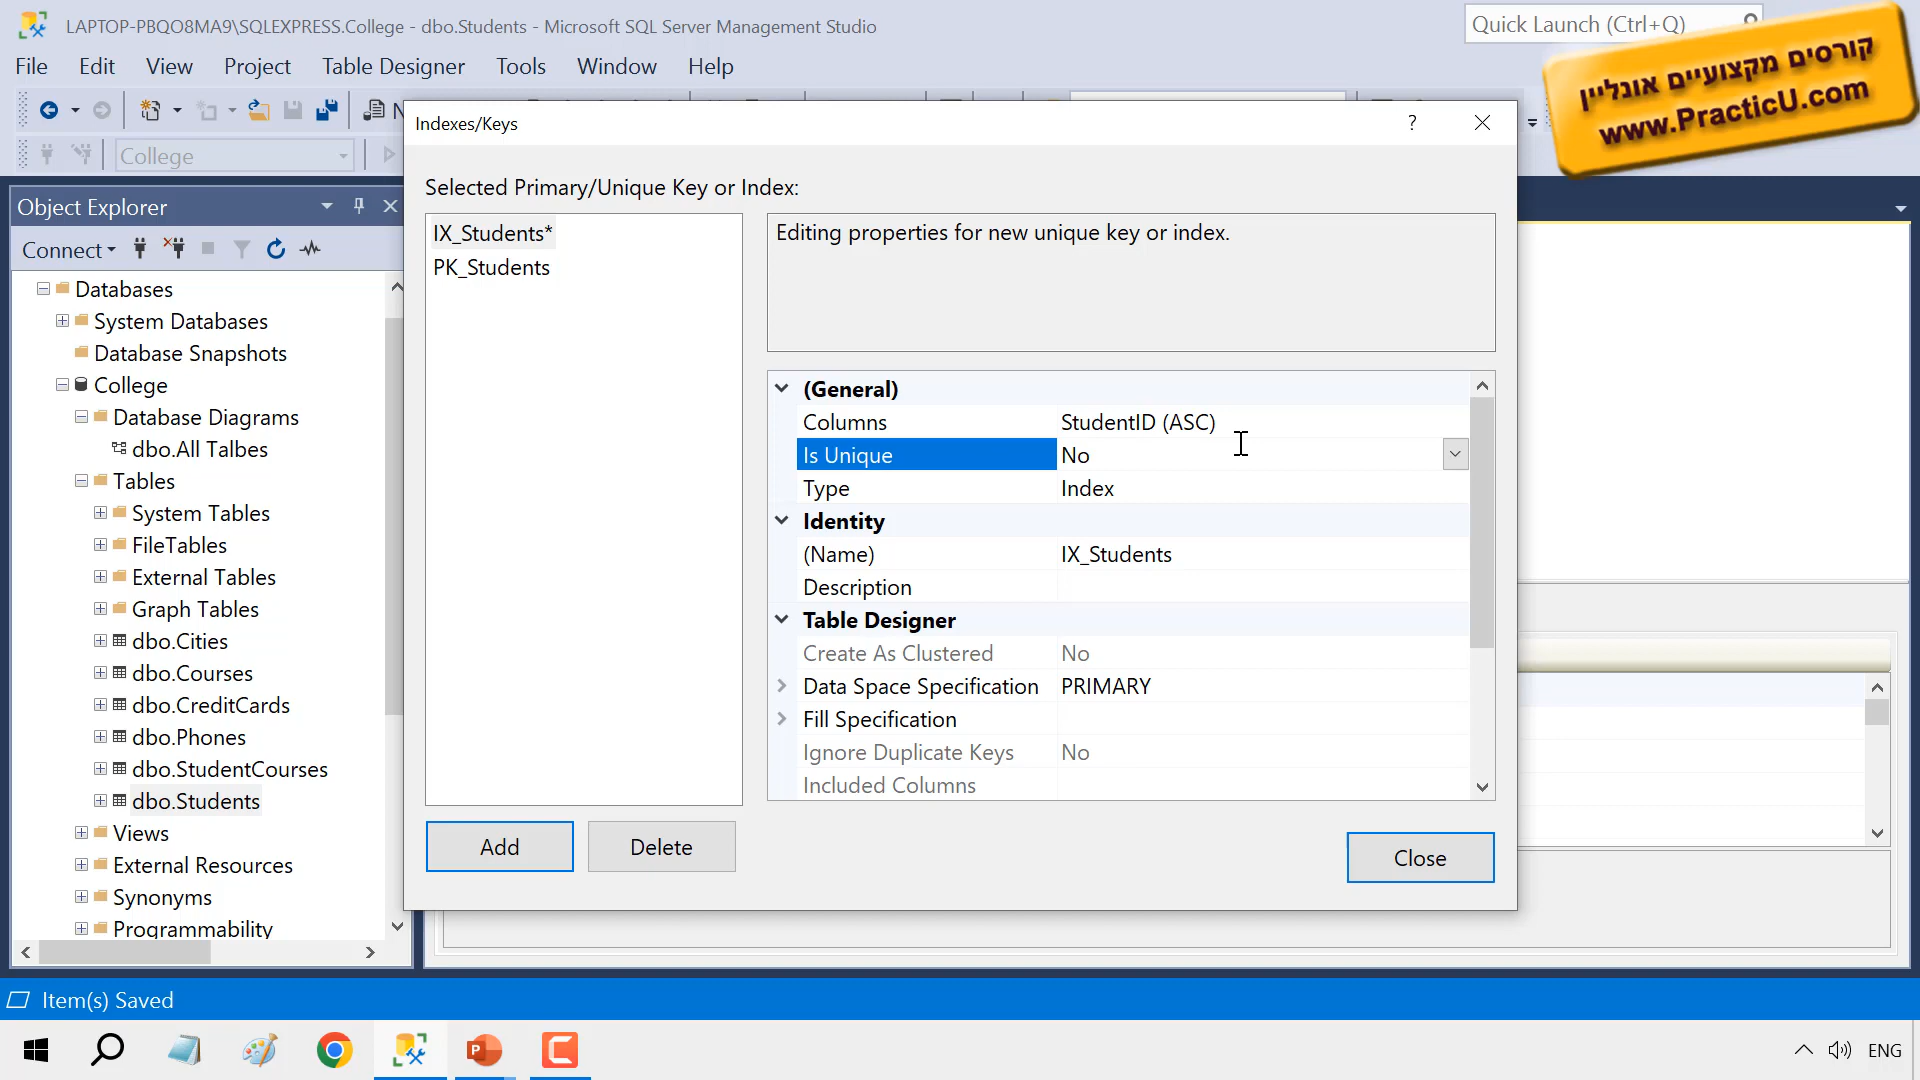 LAPTOP-PBQO8MA9\SQLEXPRESS.College - dbo.Students - Microsoft SQL Server Management Studio
Quick Launch (Ctrl+Q)
קורסים מקצועיים אונליין
www.PracticU.com
File Edit View Project Table Designer Tools Window Help
N
College
Indexes/Keys
?
Selected Primary/Unique Key or Index:
IX_Students*
PK_Students
Editing properties for new unique key or index.
(General)
Columns StudentID (ASC)
Is Unique No
Type Index
Identity
(Name) IX_Students
Description
Table Designer
Create As Clustered No
Data Space Specification PRIMARY
Fill Specification
Ignore Duplicate Keys No
Included Columns
Add Delete
Close
Object Explorer
Connect
Databases
System Databases
Database Snapshots
College
Database Diagrams
dbo.All Talbes
Tables
System Tables
FileTables
External Tables
Graph Tables
dbo.Cities
dbo.Courses
dbo.CreditCards
dbo.Phones
dbo.StudentCourses
dbo.Students
Views
External Resources
Synonyms
Programmability
Item(s) Saved
ENG